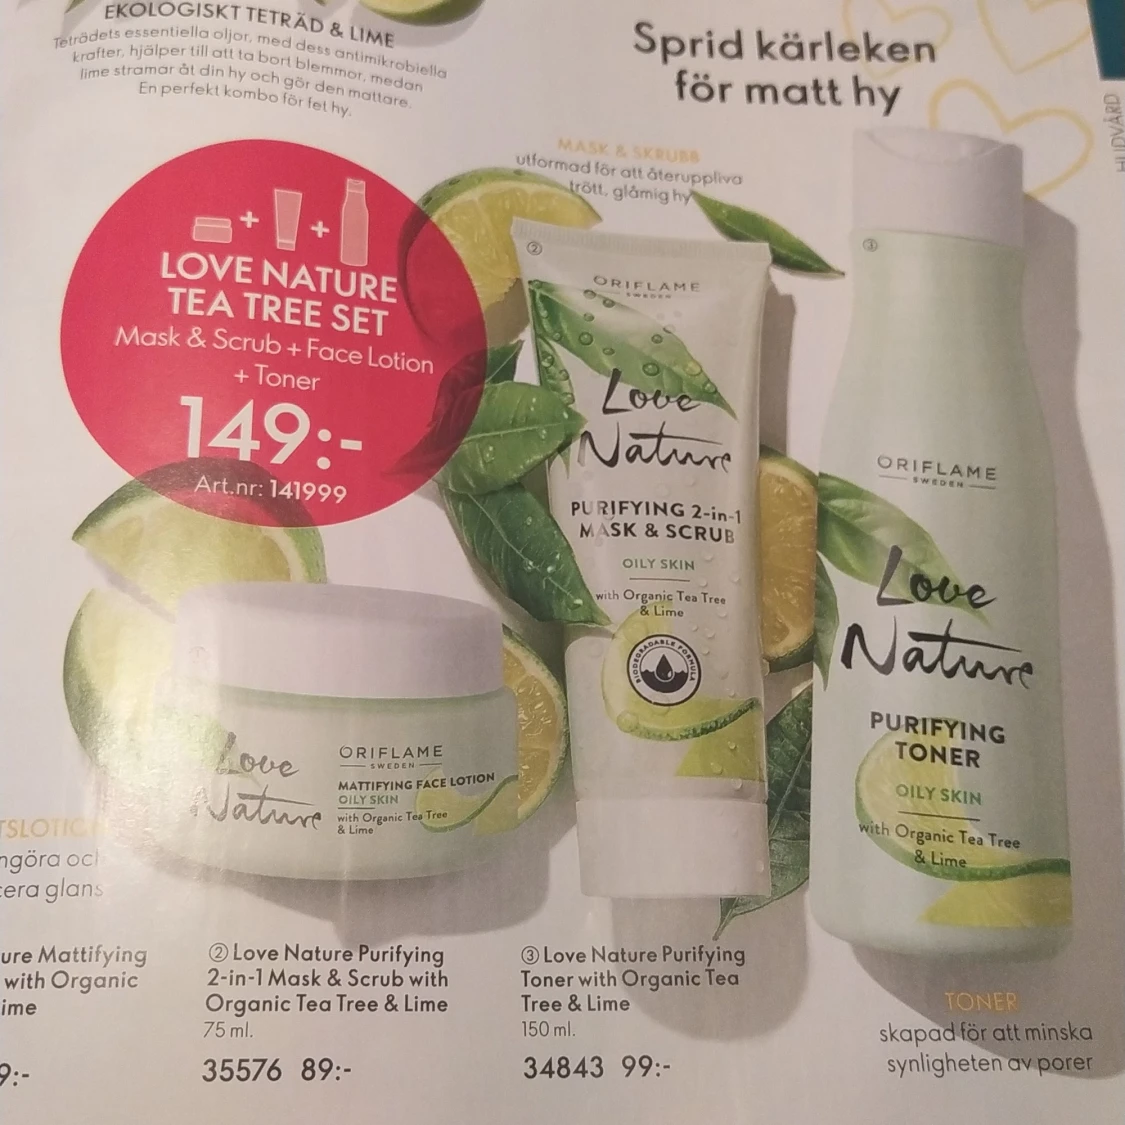 EKOLOGISKT TETRÄD & LIME
Teträdets essentiella oljor, med dess antimikrobiella
krafter, hjälper till att ta bort blemmor, medan
lime stramar åt din hy och gör den mattare.
En perfekt kombo för fet hy.
Sprid kärleken
för matt hy
HUDVÅRD
MASK & SKRUBB
utformad för att återuppliva
trött, glåmig hy
LOVE NATURE
TEA TREE SET
Mask & Scrub + Face Lotion
+ Toner
149:-
Art.nr: 141999
②
ORIFLAME
SWEDEN
Love
Nature
PURIFYING 2-in-1
MASK & SCRUB
OILY SKIN
with Organic Tea Tree
& Lime
BIODEGRADABLE FORMULA
③
ORIFLAME
SWEDEN
Love
Nature
PURIFYING
TONER
OILY SKIN
with Organic Tea Tree
& Lime
Love
Nature
ORIFLAME
SWEDEN
MATTIFYING FACE LOTION
OILY SKIN
with Organic Tea Tree
& Lime
TSLOTION
ngöra och
cera glans
ure Mattifying
with Organic
ime
9:-
② Love Nature Purifying
2-in-1 Mask & Scrub with
Organic Tea Tree & Lime
75 ml.
35576 89:-
③ Love Nature Purifying
Toner with Organic Tea
Tree & Lime
150 ml.
34843 99:-
TONER
skapad för att minska
synligheten av porer